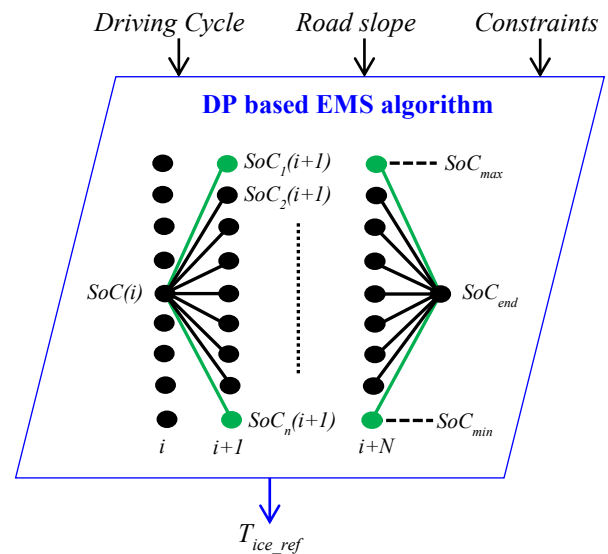 Driving Cycle Road slope Constraints
DP based EMS algorithm
SoC1(i+1) SoCmax
SoC2(i+1)
SoC(i) SoCend
SoCn(i+1) SoCmin
i i+1 i+N
Tice_ref